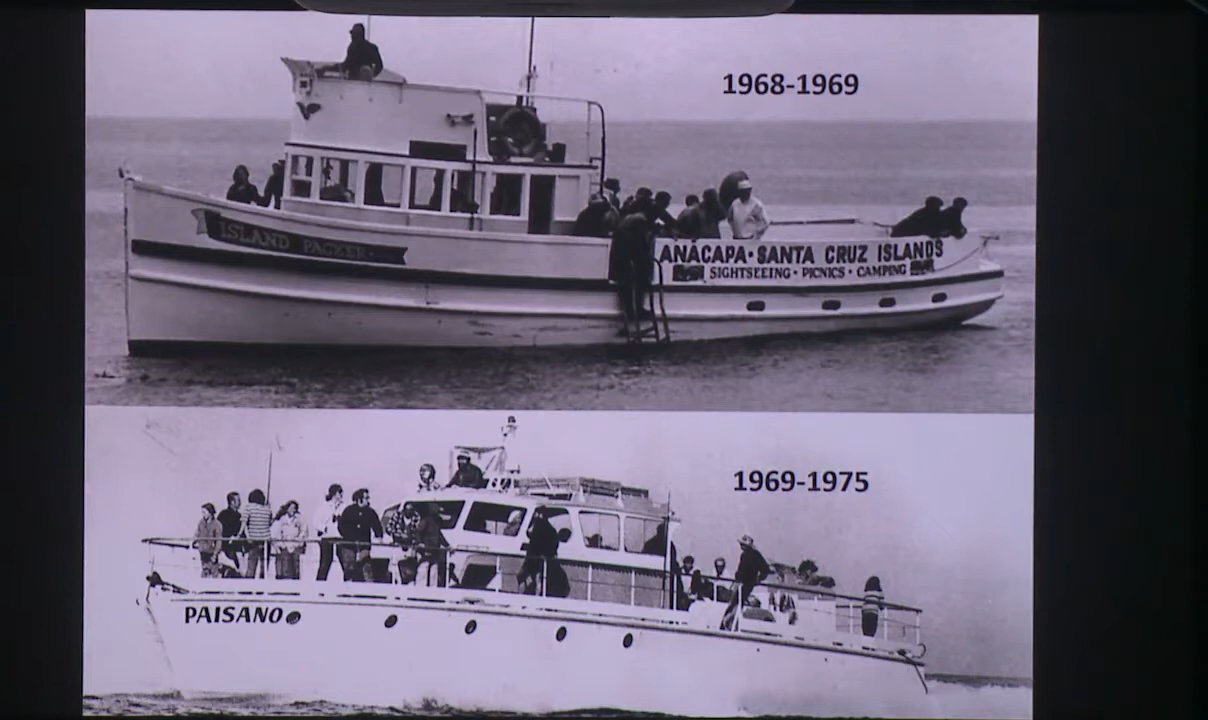 1968-1969
ISLAND PACKER
ANACAPA·SANTA CRUZ ISLANDS
SIGHTSEEING · PICNICS · CAMPING
1969-1975
PAISANO